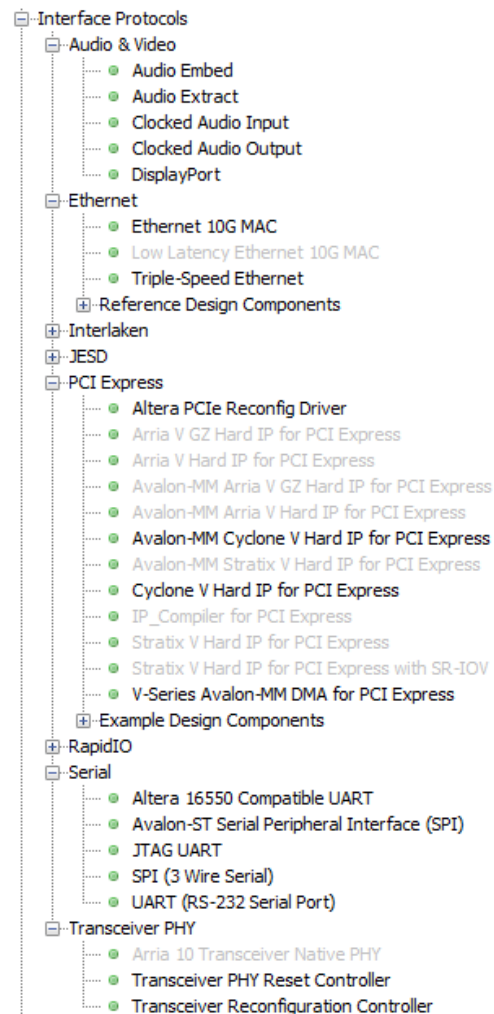 Interface Protocols
Audio & Video
Audio Embed
Audio Extract
Clocked Audio Input
Clocked Audio Output
DisplayPort
Ethernet
Ethernet 10G MAC
Low Latency Ethernet 10G MAC
Triple-Speed Ethernet
Reference Design Components
Interlaken
JESD
PCI Express
Altera PCIe Reconfig Driver
Arria V GZ Hard IP for PCI Express
Arria V Hard IP for PCI Express
Avalon-MM Arria V GZ Hard IP for PCI Express
Avalon-MM Arria V Hard IP for PCI Express
Avalon-MM Cyclone V Hard IP for PCI Express
Avalon-MM Stratix V Hard IP for PCI Express
Cyclone V Hard IP for PCI Express
IP_Compiler for PCI Express
Stratix V Hard IP for PCI Express
Stratix V Hard IP for PCI Express with SR-IOV
V-Series Avalon-MM DMA for PCI Express
Example Design Components
RapidIO
Serial
Altera 16550 Compatible UART
Avalon-ST Serial Peripheral Interface (SPI)
JTAG UART
SPI (3 Wire Serial)
UART (RS-232 Serial Port)
Transceiver PHY
Arria 10 Transceiver Native PHY
Transceiver PHY Reset Controller
Transceiver Reconfiguration Controller